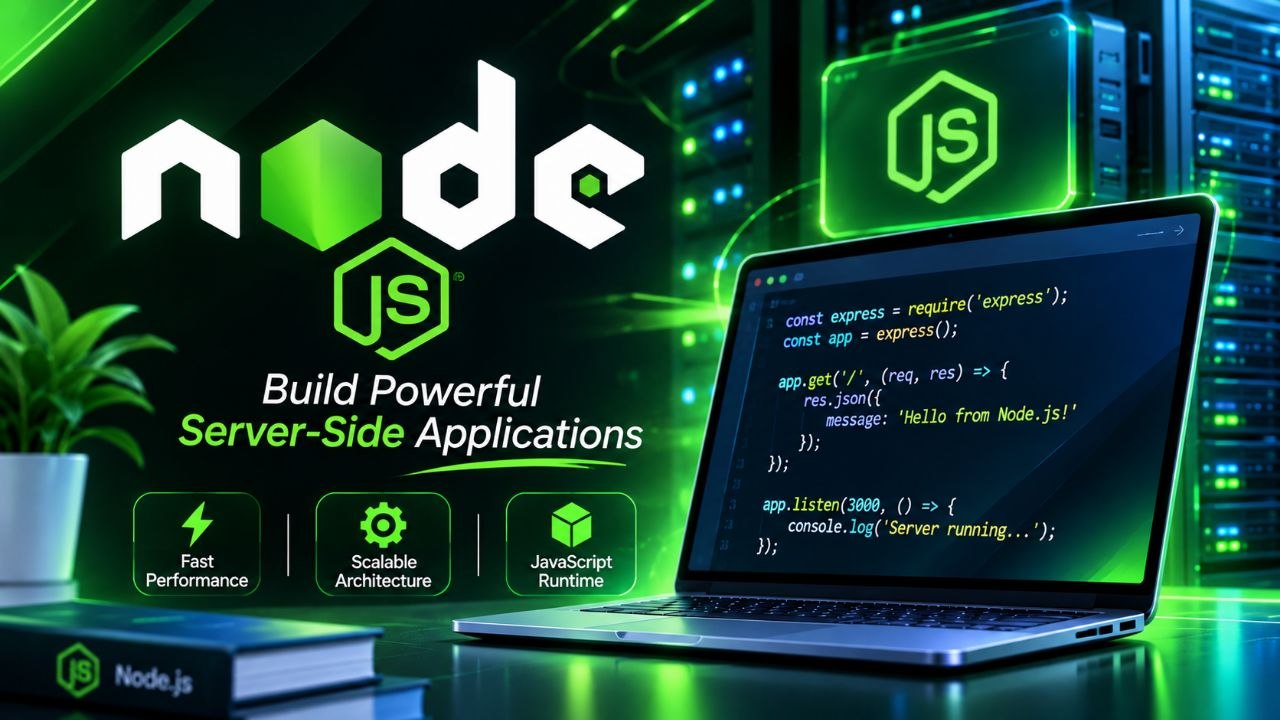 node
JS
Build Powerful
Server-Side Applications
Fast
Performance
Scalable
Architecture
JavaScript
Runtime
JS
const express = require('express');
const app = express();
app.get('/', (req, res) => {
res.json({
message: 'Hello from Node.js!'
});
});
app.listen(3000, () => {
console.log('Server running...');
});
JS Node.js